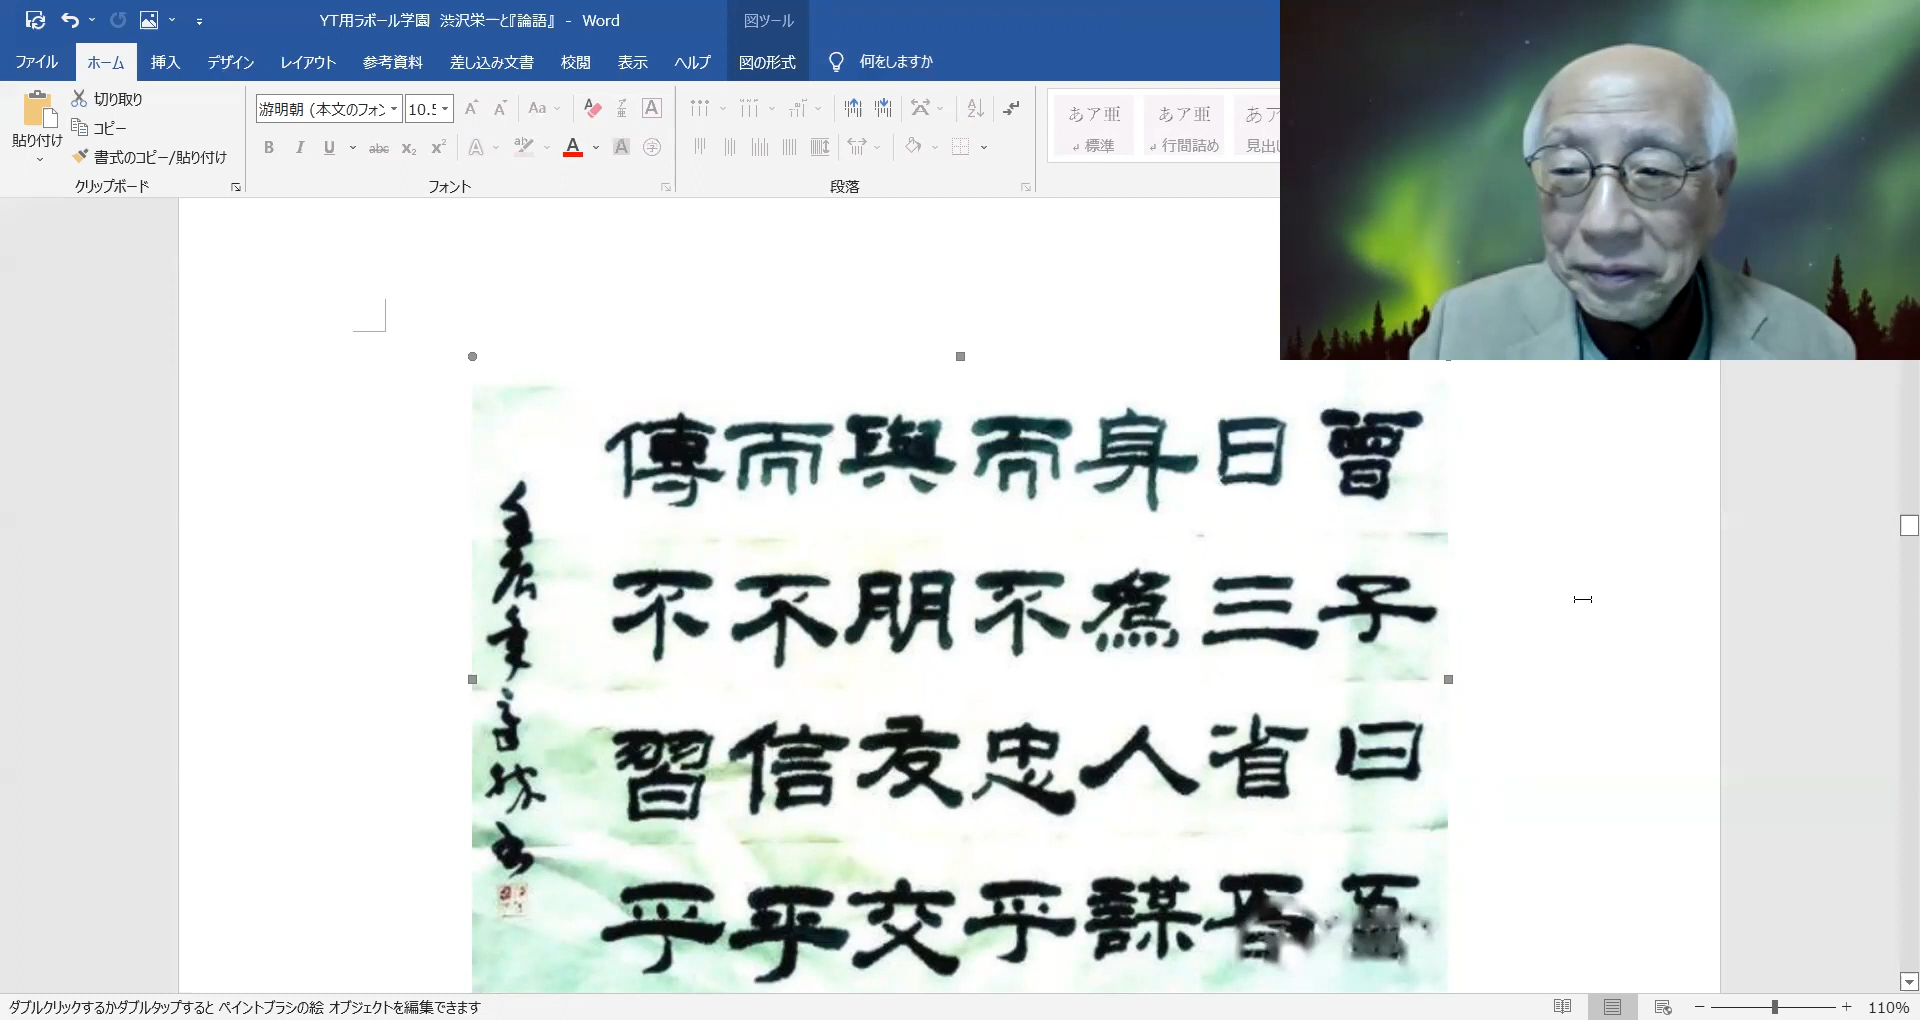 YT用ラボール学園 渋沢栄一と『論語』 - Word
図ツール
ファイル ホーム 挿入 デザイン レイアウト 参考資料 差し込み文書 校閲 表示 ヘルプ 図の形式 何をしますか
貼り付け
切り取り
コピー
書式のコピー/貼り付け
クリップボード
游明朝 (本文のフォン
10.5
フォント
段落
あア亜
標準
あア亜
行間詰め
あア
見出し
曾子曰吾
日三省吾
身為人謀
而不忠乎
與朋友交
而不信乎
傳不習乎
ダブルクリックするかダブルタップすると ペイントブラシの絵 オブジェクトを編集できます
110%